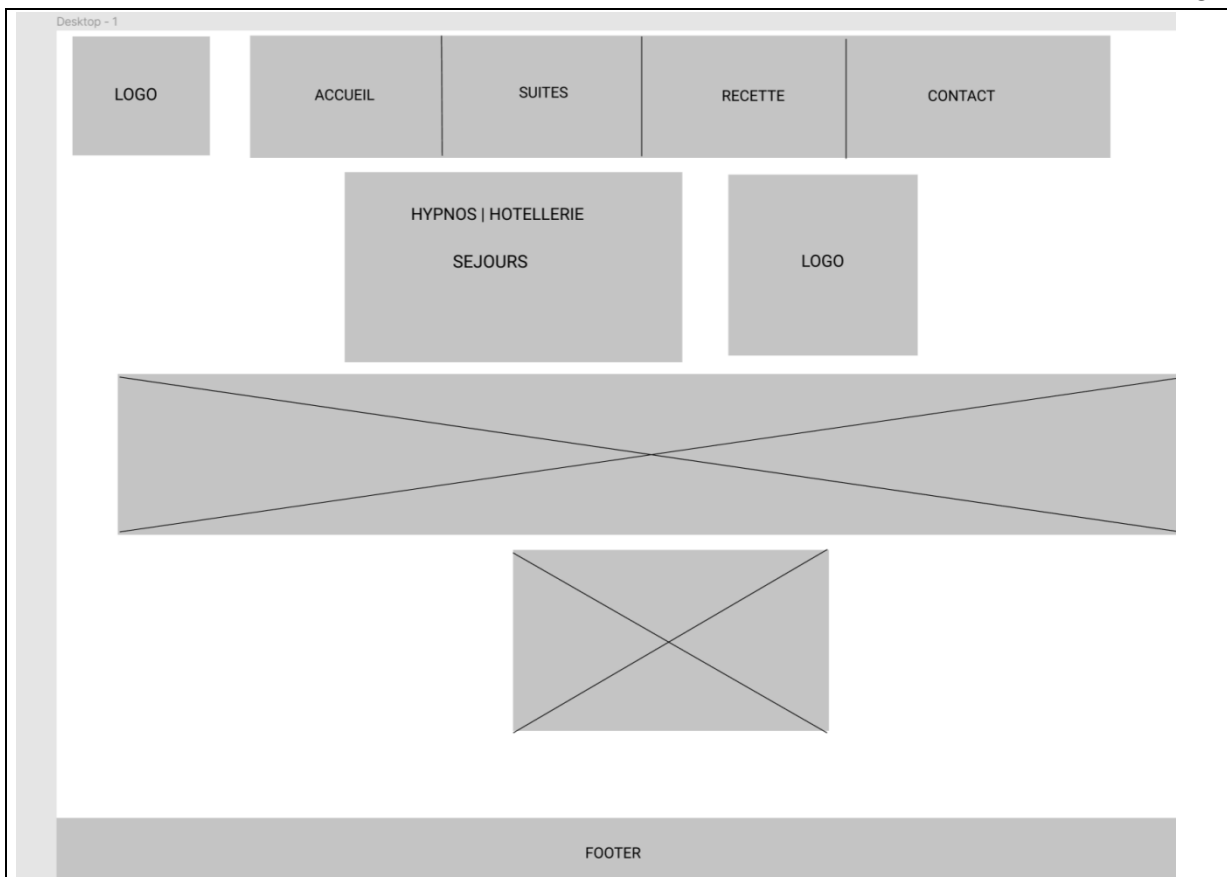 Desktop - 1
LOGO
ACCUEIL
SUITES
RECETTE
CONTACT
HYPNOS | HOTELLERIE
SEJOURS
LOGO
FOOTER